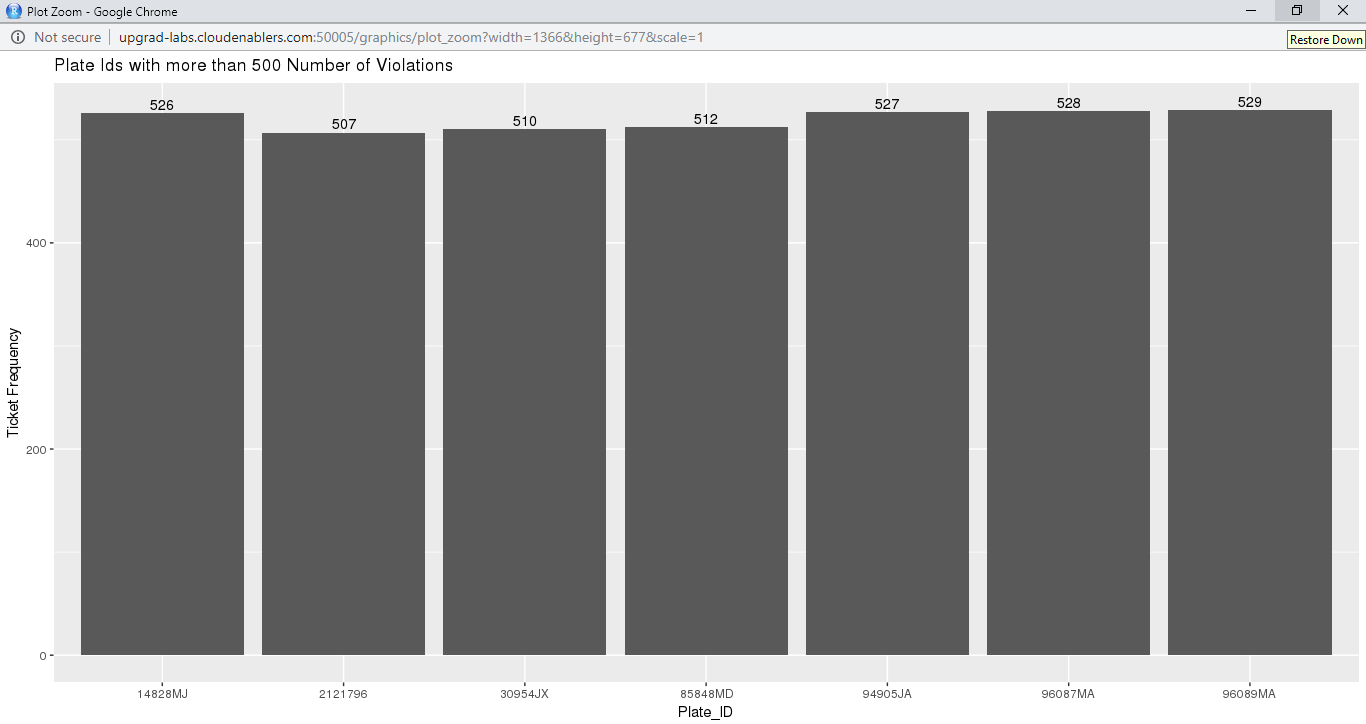 Plot Zoom - Google Chrome
Not secure | upgrad-labs.cloudenablers.com:50005/graphics/plot_zoom?width=1366&height=677&scale=1
Restore Down
Plate Ids with more than 500 Number of Violations
526
507
510
512
527
528
529
400
200
0
Ticket Frequency
14828MJ
2121796
30954JX
85848MD
94905JA
96087MA
96089MA
Plate_ID